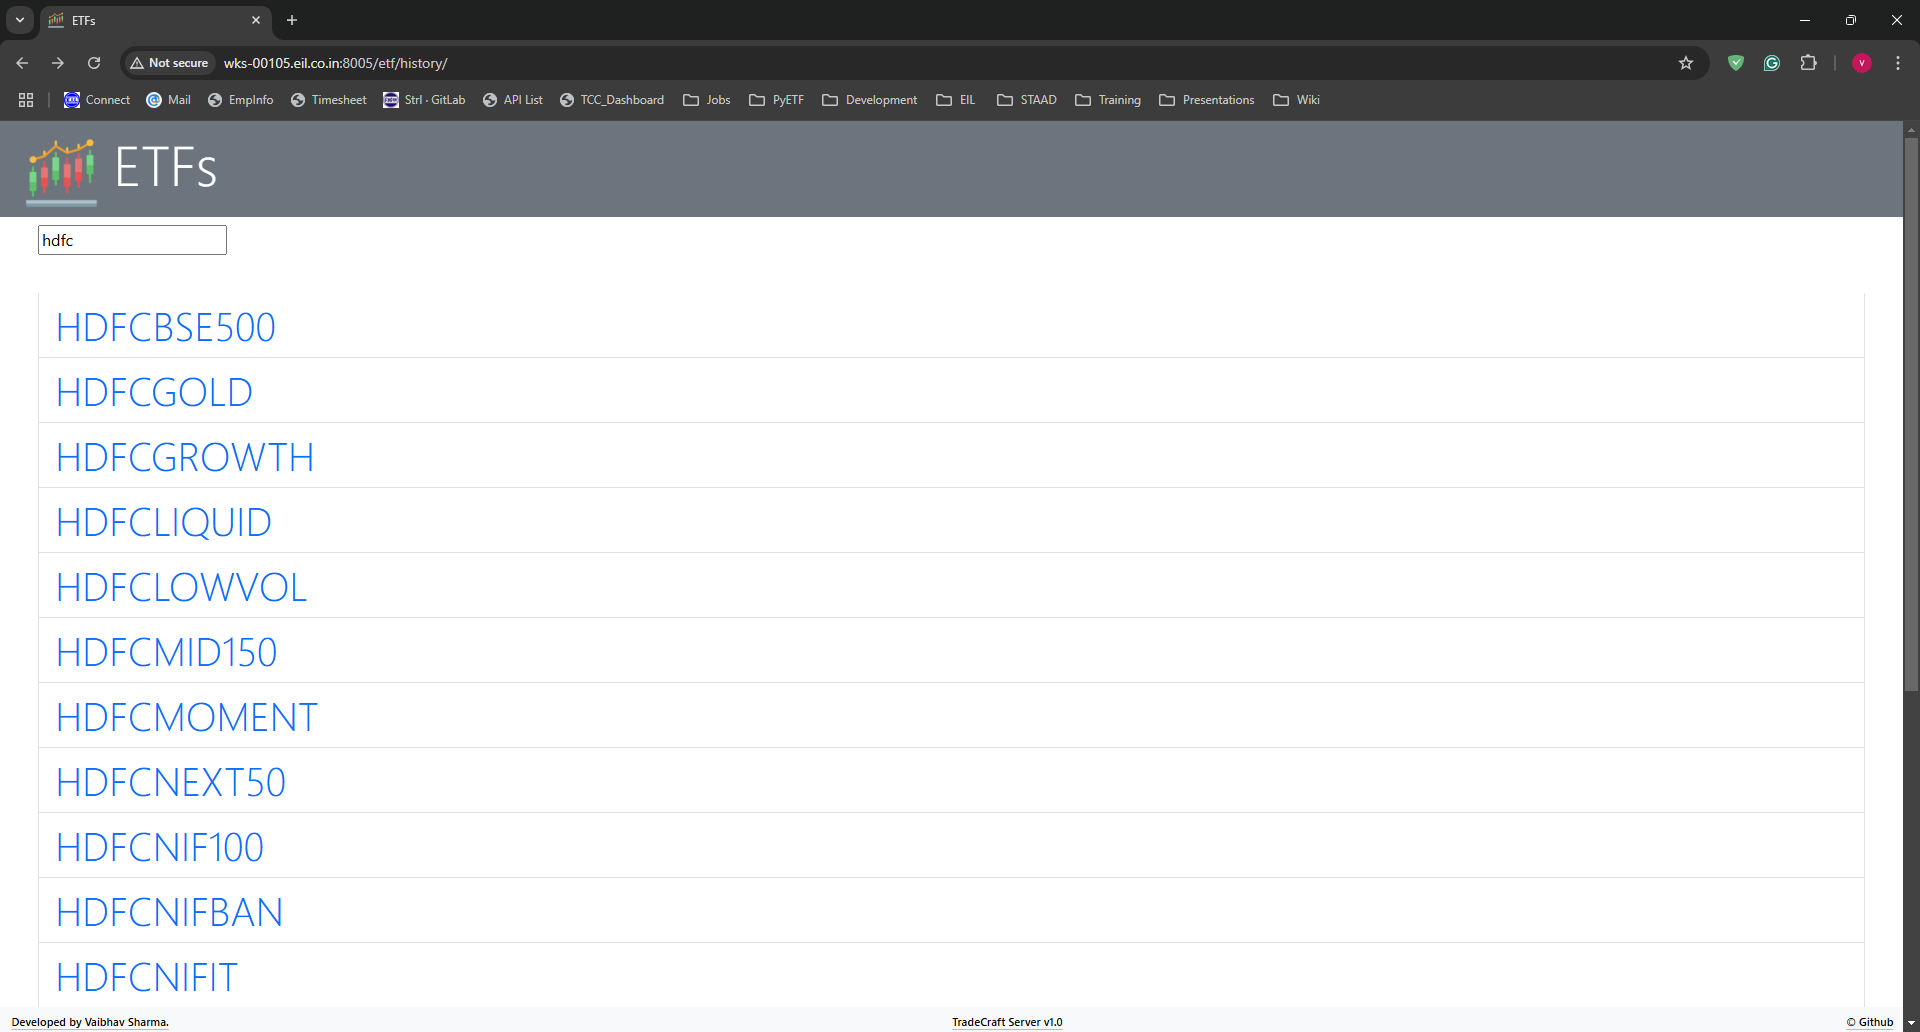 ETFs
Not secure wks-00105.eil.co.in:8005/etf/history/
Connect Mail EmpInfo Timesheet Strl · GitLab API List TCC_Dashboard Jobs PyETF Development EIL STAAD Training Presentations Wiki
ETFs
hdfc
HDFCBSE500
HDFCGOLD
HDFCGROWTH
HDFCLIQUID
HDFCLOWVOL
HDFCMID150
HDFCMOMENT
HDFCNEXT50
HDFCNIF100
HDFCNIFBAN
HDFCNIFIT
Developed by Vaibhav Sharma. TradeCraft Server v1.0 © Github